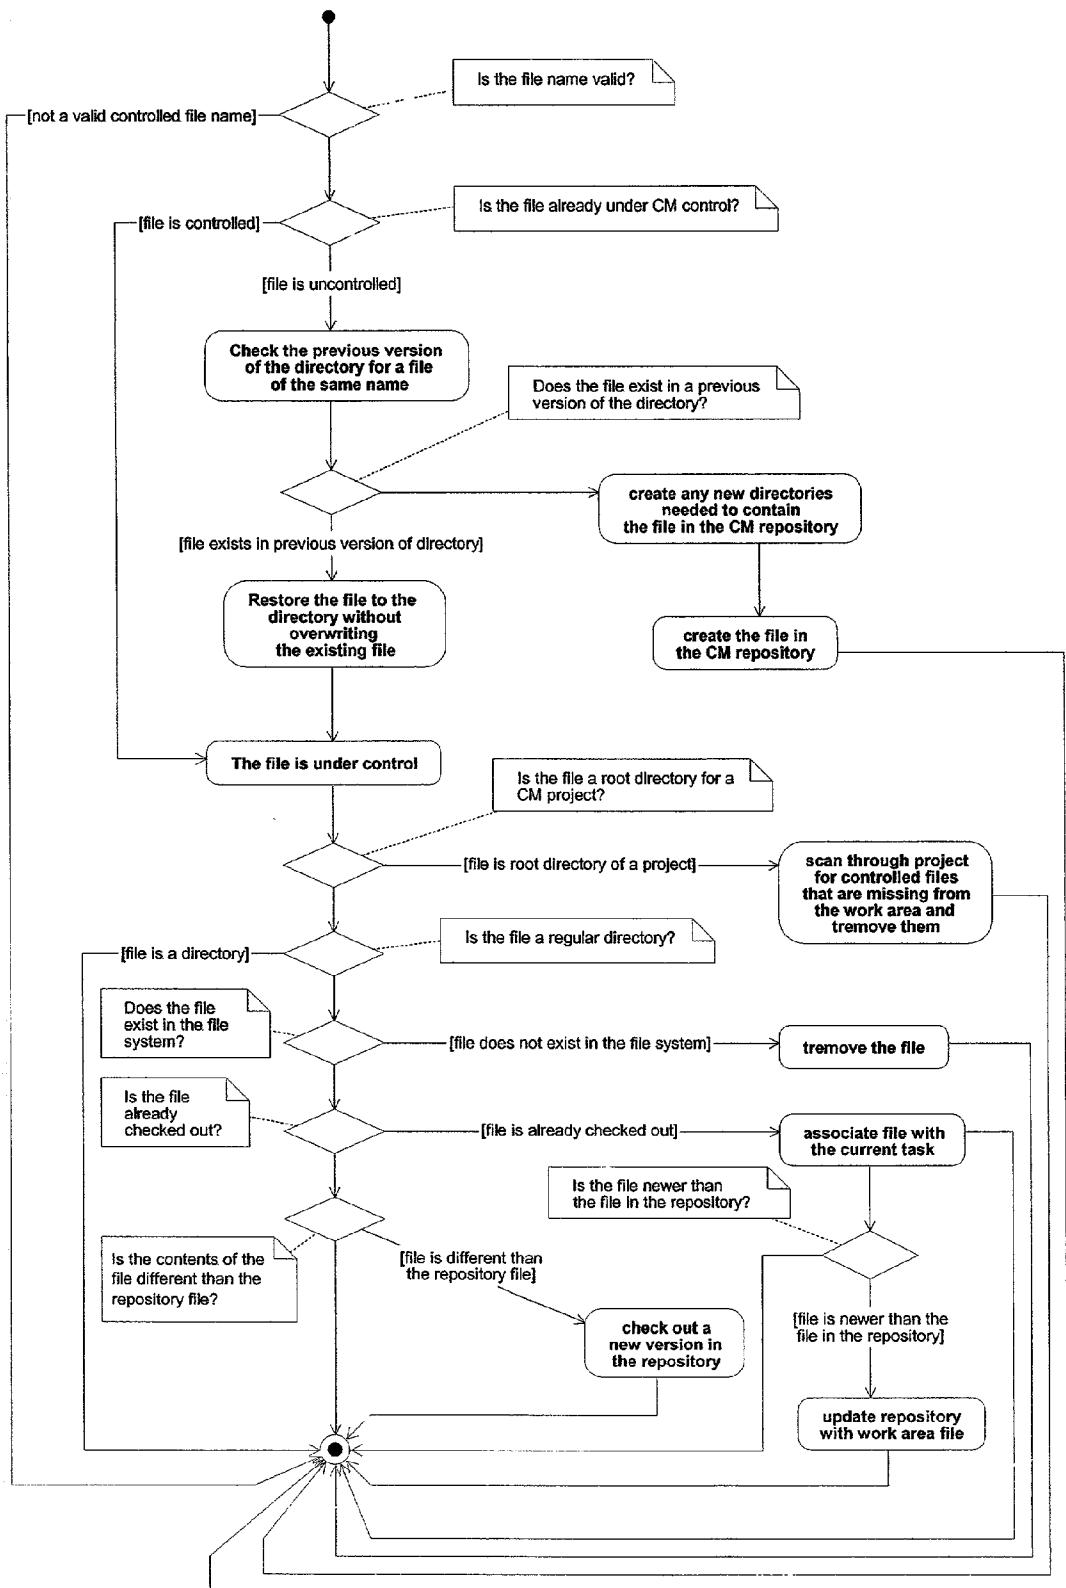 Is the file name valid?
[not a valid controlled file name]
Is the file already under CM control?
[file is controlled]
[file is uncontrolled]
Check the previous version
of the directory for a file
of the same name
Does the file exist in a previous
version of the directory?
create any new directories
needed to contain
the file in the CM repository
[file exists in previous version of directory]
Restore the file to the
directory without
overwriting
the existing file
create the file in
the CM repository
The file is under control
Is the file a root directory for a
CM project?
[file is root directory of a project]
scan through project
for controlled files
that are missing from
the work area and
tremove them
Is the file a regular directory?
[file is a directory]
Does the file
exist in the file
system?
[file does not exist in the file system]
tremove the file
Is the file
already
checked out?
[file is already checked out]
associate file with
the current task
Is the file newer than
the file in the repository?
Is the contents of the
file different than the
repository file?
[file is different than
the repository file]
[file is newer than the
file in the repository]
check out a
new version in
the repository
update repository
with work area file